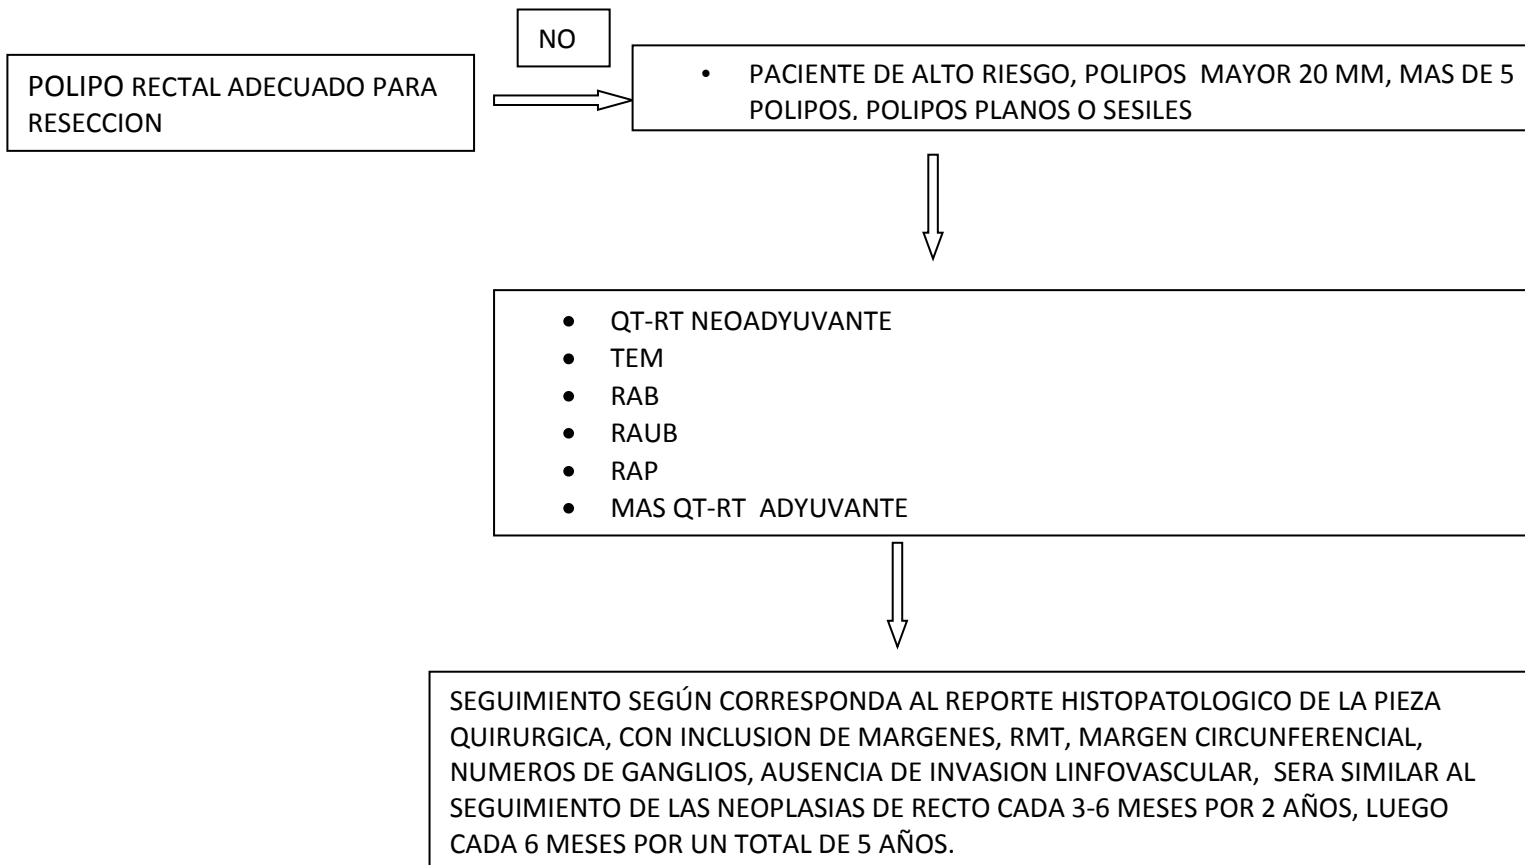 NO
POLIPO RECTAL ADECUADO PARA
RESECCION
• PACIENTE DE ALTO RIESGO, POLIPOS MAYOR 20 MM, MAS DE 5
POLIPOS, POLIPOS PLANOS O SESILES
• QT-RT NEOADYUVANTE
• TEM
• RAB
• RAUB
• RAP
• MAS QT-RT ADYUVANTE
SEGUIMIENTO SEGÚN CORRESPONDA AL REPORTE HISTOPATOLOGICO DE LA PIEZA
QUIRURGICA, CON INCLUSION DE MARGENES, RMT, MARGEN CIRCUNFERENCIAL,
NUMEROS DE GANGLIOS, AUSENCIA DE INVASION LINFOVASCULAR, SERA SIMILAR AL
SEGUIMIENTO DE LAS NEOPLASIAS DE RECTO CADA 3-6 MESES POR 2 AÑOS, LUEGO
CADA 6 MESES POR UN TOTAL DE 5 AÑOS.